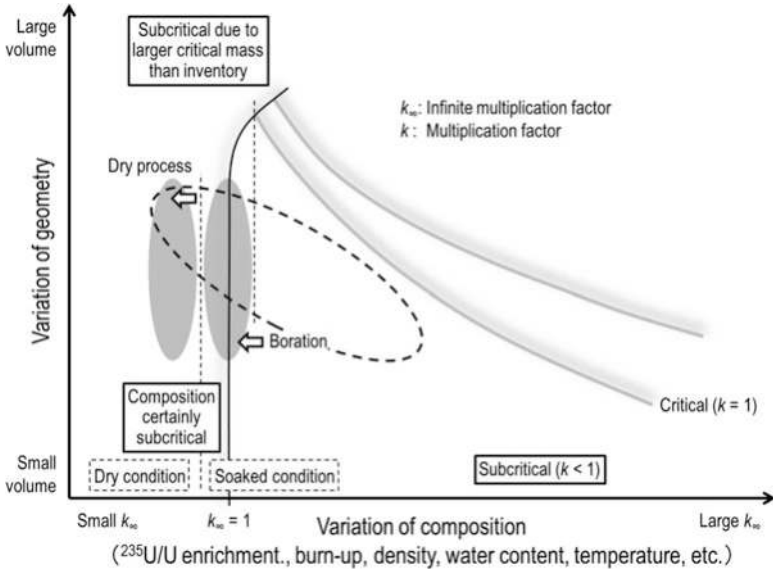 Large
volume
Subcritical due to
larger critical mass
than inventory
k∞: Infinite multiplication factor
k : Multiplication factor
Dry process
Variation of geometry
Boration
Composition
certainly
subcritical
Critical (k = 1)
Small
volume
Dry condition
Soaked condition
Subcritical (k < 1)
Small k∞
k∞ = 1
Variation of composition
Large k∞
(²³⁵U/U enrichment., burn-up, density, water content, temperature, etc.)